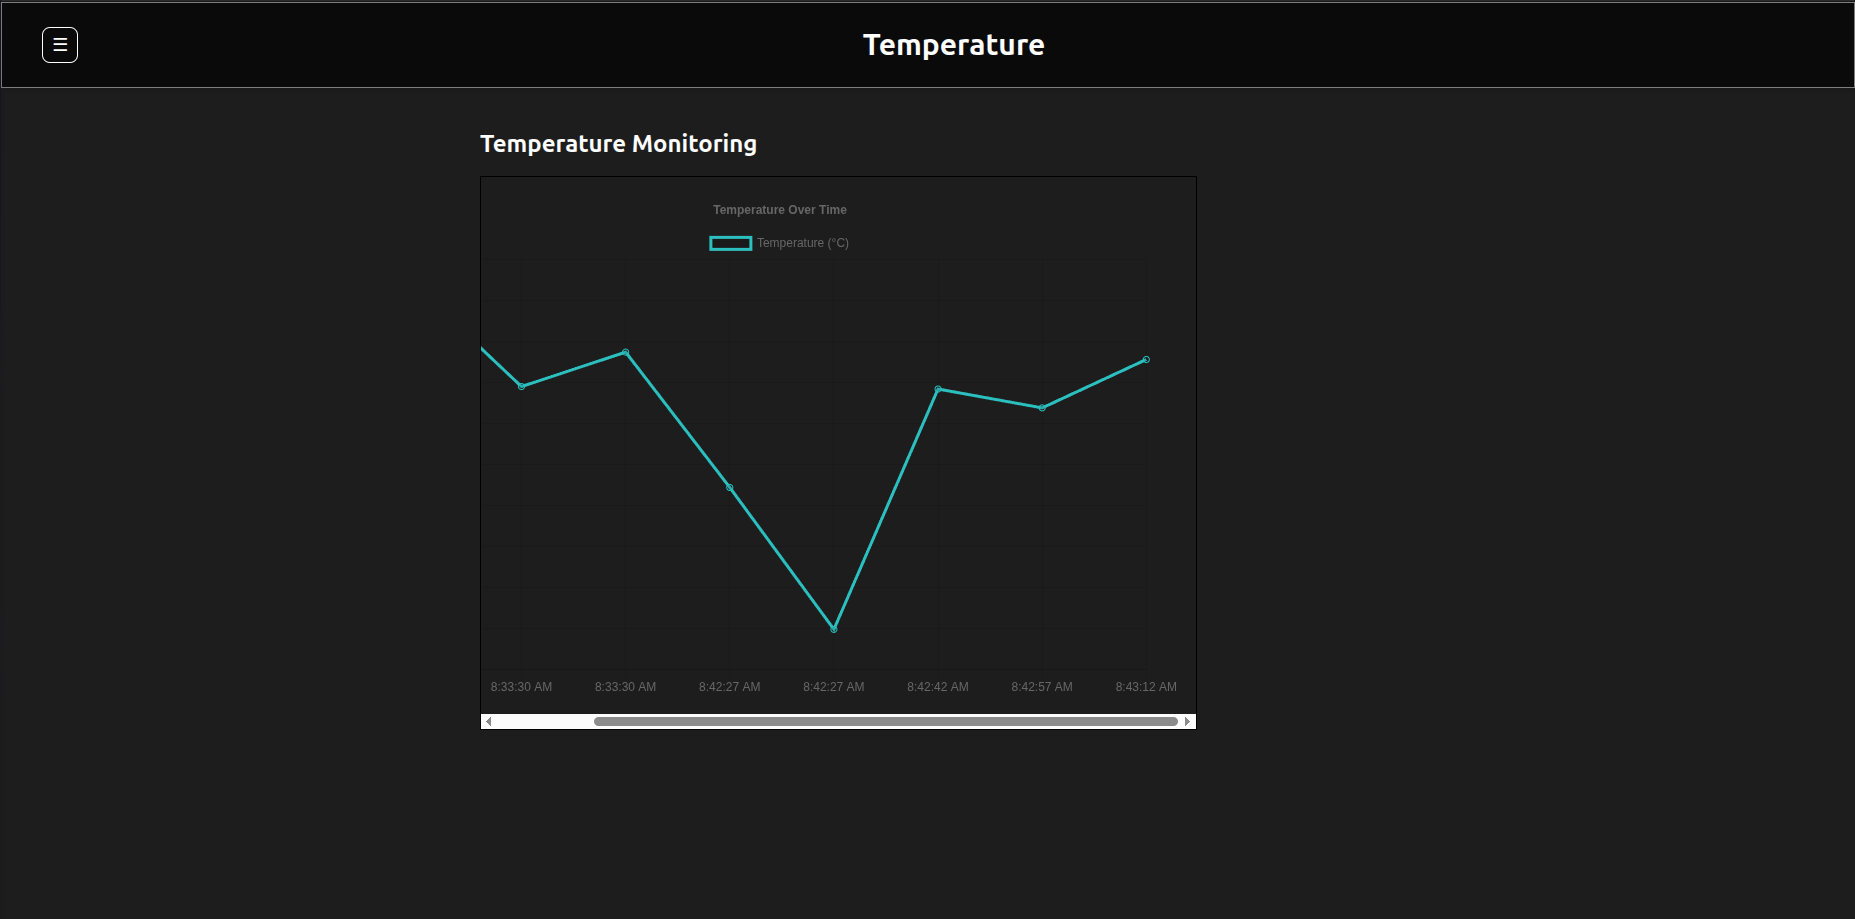 ☰ Temperature
Temperature Monitoring
Temperature Over Time
Temperature (°C)
8:33:30 AM 8:33:30 AM 8:42:27 AM 8:42:27 AM 8:42:42 AM 8:42:57 AM 8:43:12 AM